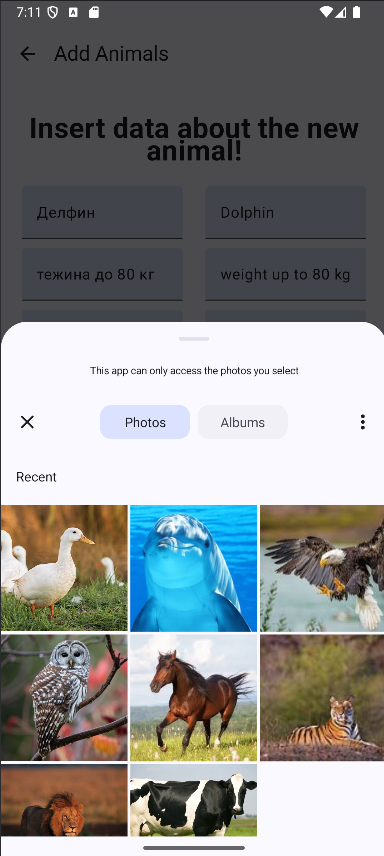 7:11
Add Animals
Insert data about the new
animal!
Делфин
Dolphin
тежина до 80 кг
weight up to 80 kg
This app can only access the photos you select
Photos
Albums
Recent